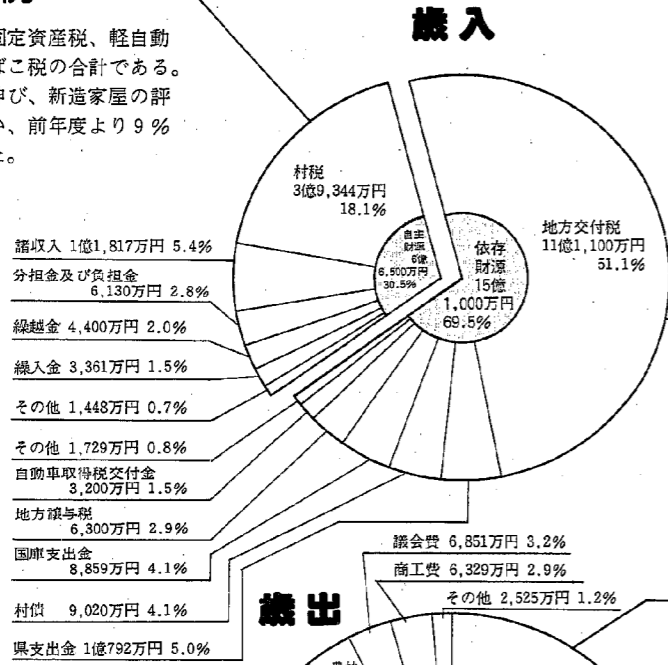 固定資産税、軽自動
ばこ税の合計である。
伸び、新造家屋の評
い、前年度より9%
歳入
村税
3億9,344万円
18.1%
自主
財源
6億
6,500万円
30.5%
依存
財源
15億
1,000万円
69.5%
地方交付税
11億1,100万円
51.1%
諸収入 1億1,817万円 5.4%
分担金及び負担金
6,130万円 2.8%
繰越金 4,400万円 2.0%
繰入金 3,361万円 1.5%
その他 1,448万円 0.7%
その他 1,729万円 0.8%
自動車取得税交付金
3,200万円 1.5%
地方譲与税
6,300万円 2.9%
国庫支出金
8,859万円 4.1%
村債 9,020万円 4.1%
県支出金 1億792万円 5.0%
歳出
議会費 6,851万円 3.2%
商工費 6,329万円 2.9%
その他 2,525万円 1.2%